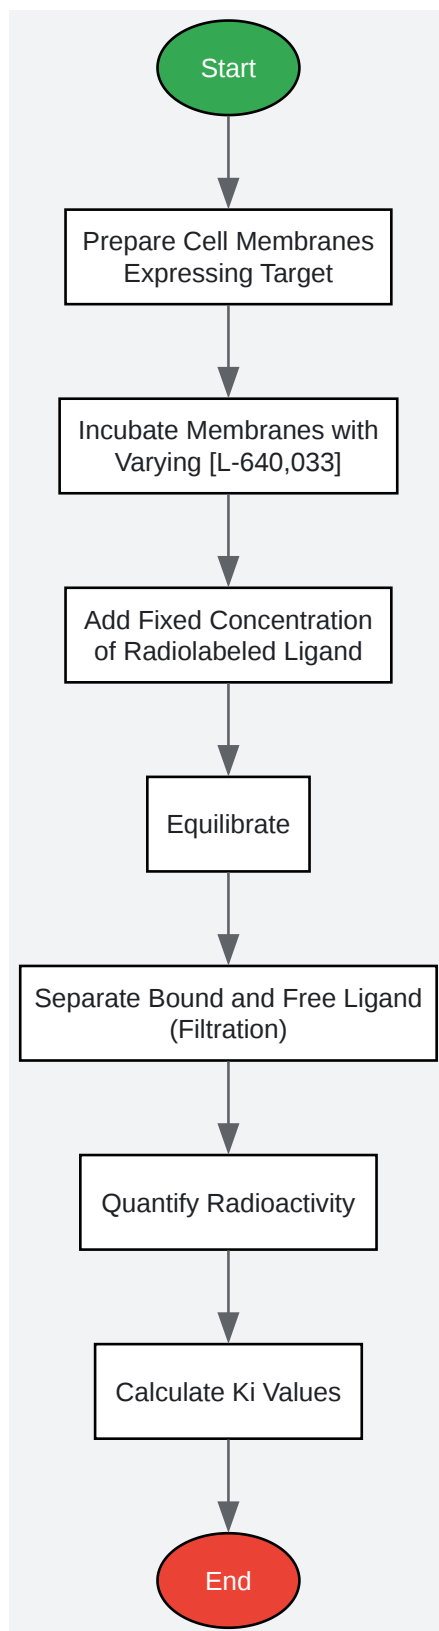 Start
Prepare Cell Membranes
Expressing Target
Incubate Membranes with
Varying [L-640,033]
Add Fixed Concentration
of Radiolabeled Ligand
Equilibrate
Separate Bound and Free Ligand
(Filtration)
Quantify Radioactivity
Calculate Ki Values
End